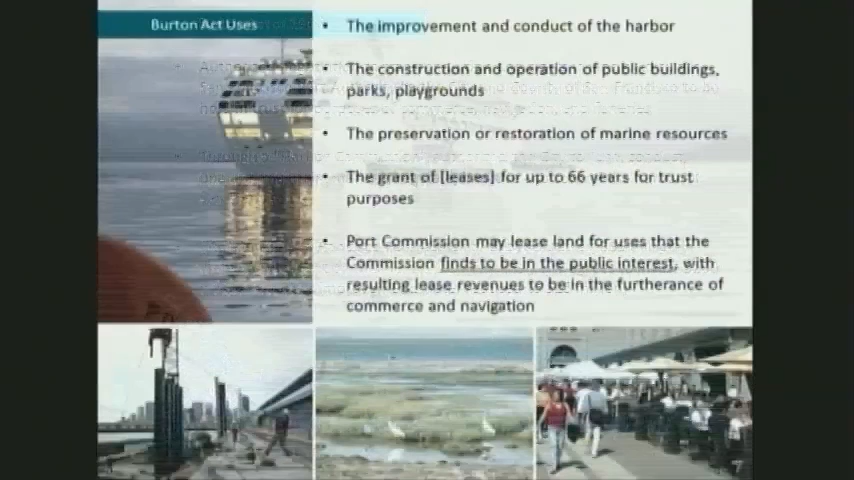 Burton Act Uses
• The improvement and conduct of the harbor
• The construction and operation of public buildings,
parks, playgrounds
• The preservation or restoration of marine resources
• The grant of [leases] for up to 66 years for trust
purposes
• Port Commission may lease land for uses that the
Commission finds to be in the public interest, with
resulting lease revenues to be in the furtherance of
commerce and navigation